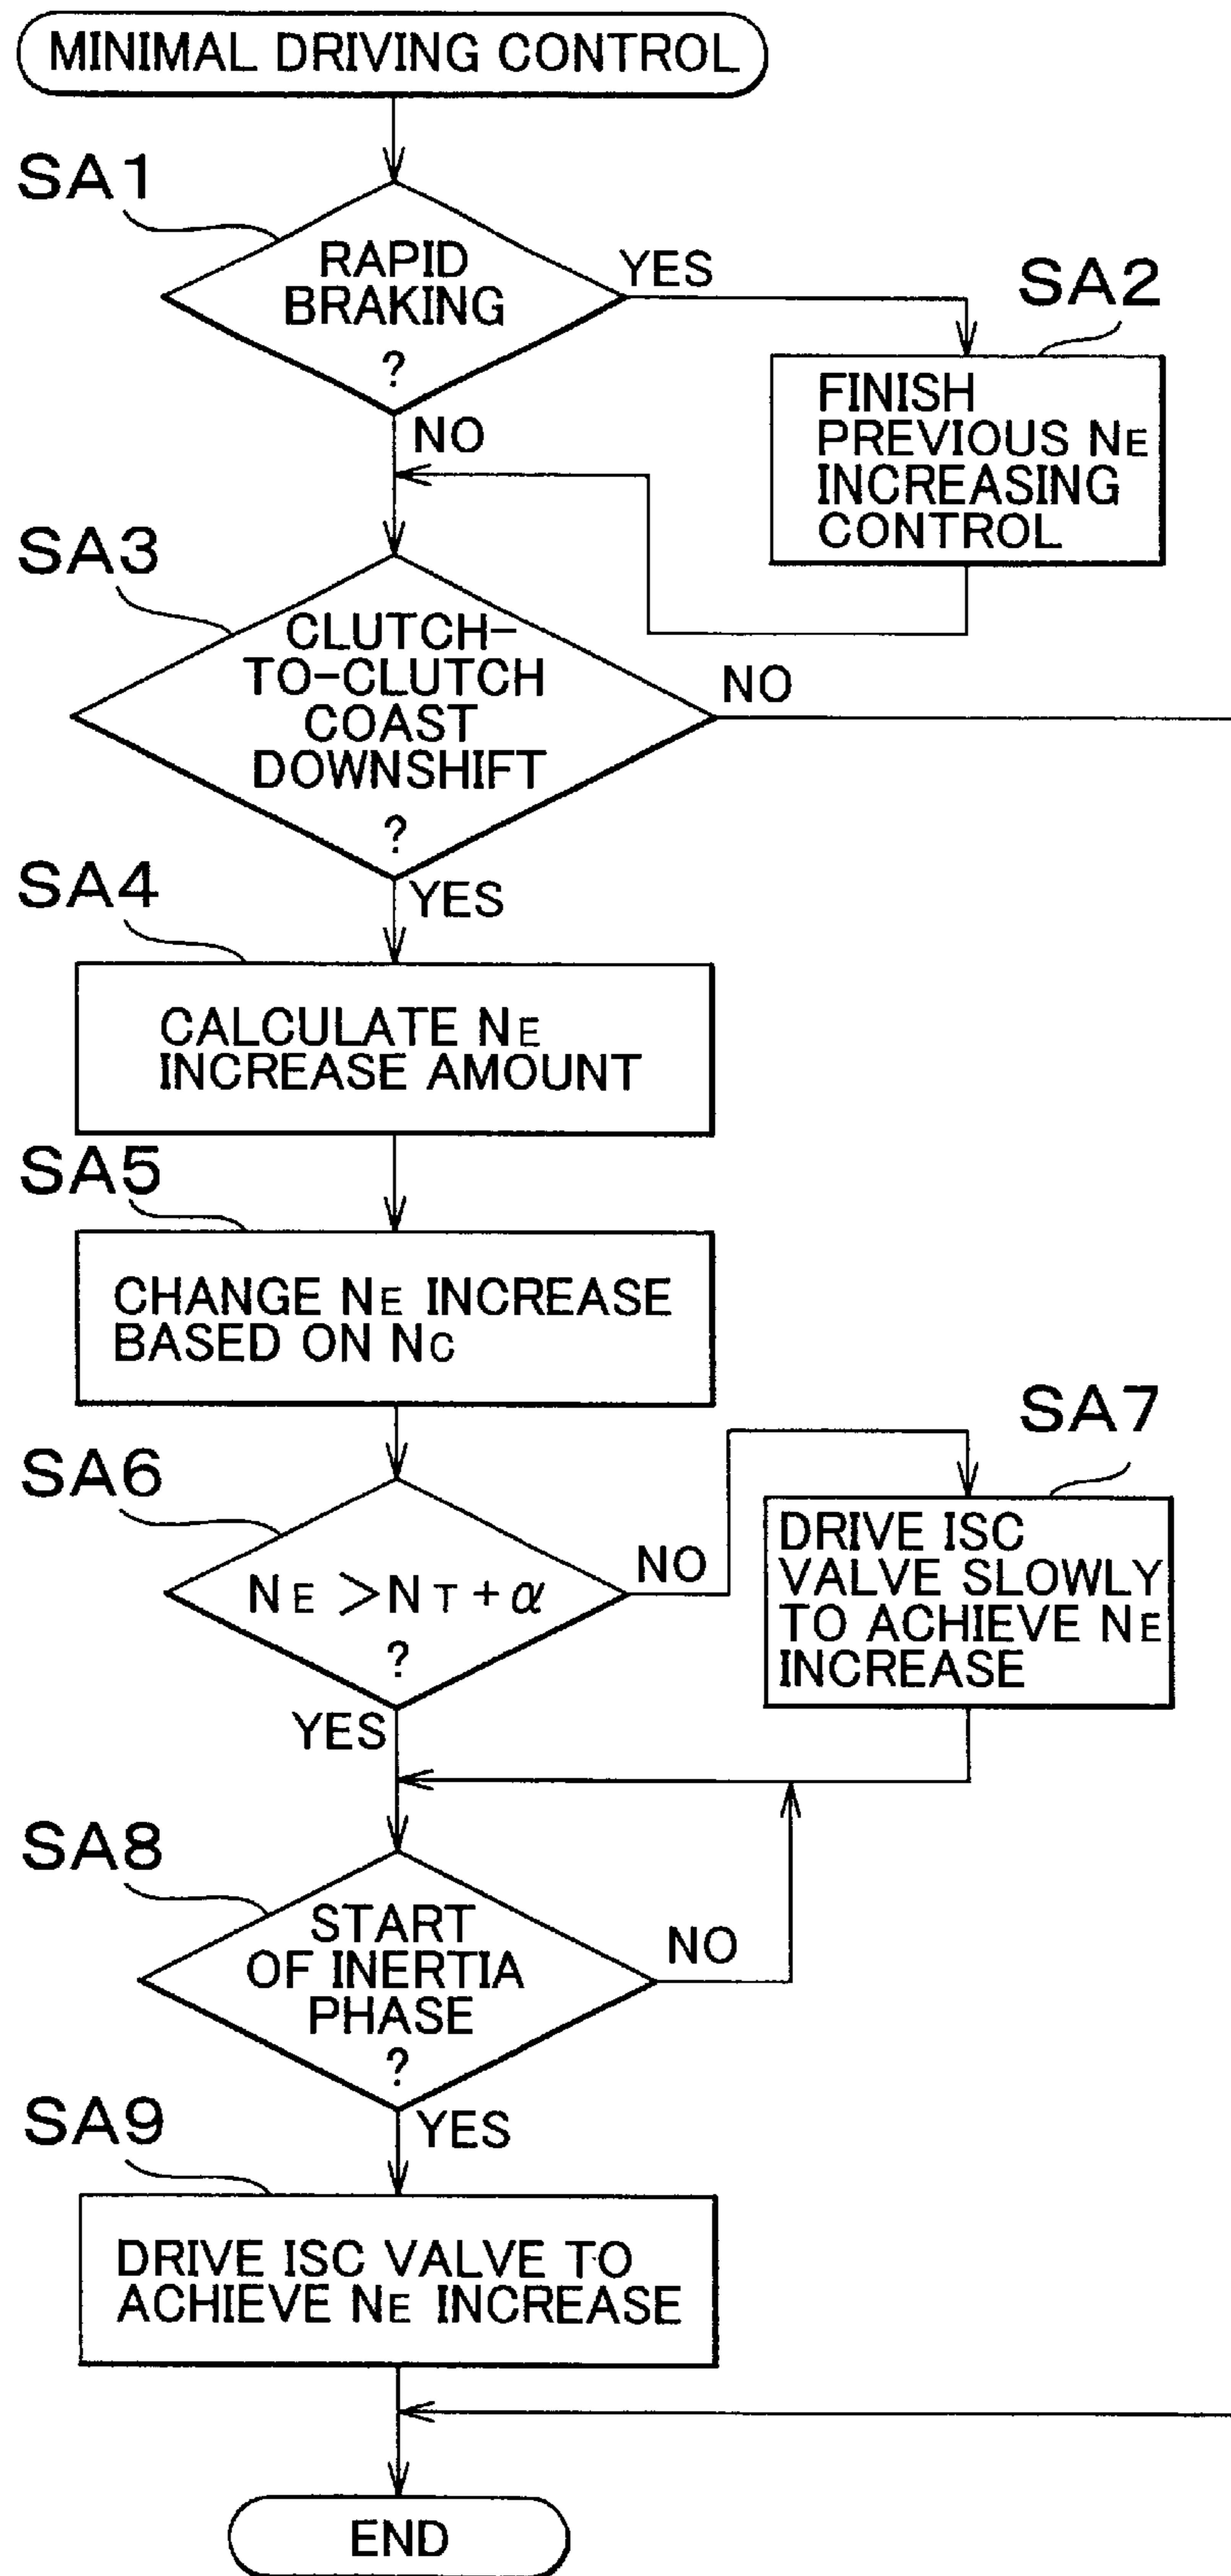 MINIMAL DRIVING CONTROL
SA1
RAPID
BRAKING
?
YES
NO
SA2
FINISH
PREVIOUS NE
INCREASING
CONTROL
SA3
CLUTCH-
TO-CLUTCH
COAST
DOWNSHIFT
?
NO
YES
SA4
CALCULATE NE
INCREASE AMOUNT
SA5
CHANGE NE INCREASE
BASED ON NC
SA6
NE > NT + α
?
NO
YES
SA7
DRIVE ISC
VALVE SLOWLY
TO ACHIEVE NE
INCREASE
SA8
START
OF INERTIA
PHASE
?
NO
YES
SA9
DRIVE ISC VALVE TO
ACHIEVE NE INCREASE
END